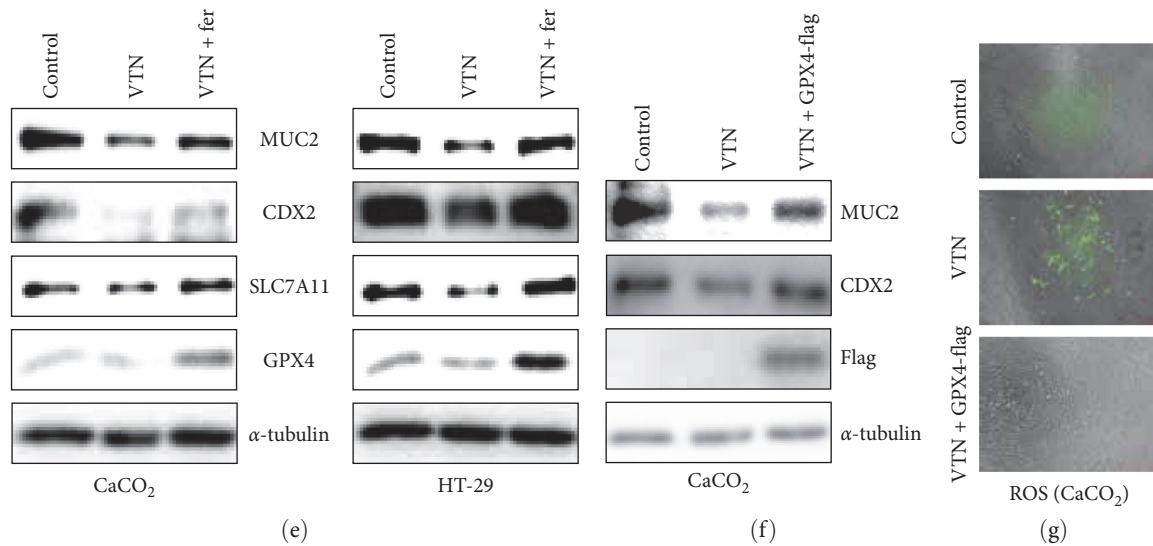 Control
VTN
VTN + fer
MUC2
CDX2
SLC7A11
GPX4
α-tubulin
CaCO₂
Control
VTN
VTN + fer
HT-29
(e)
Control
VTN
VTN + GPX4-flag
MUC2
CDX2
Flag
α-tubulin
CaCO₂
(f)
Control
VTN
VTN + GPX4-flag
ROS (CaCO₂)
(g)